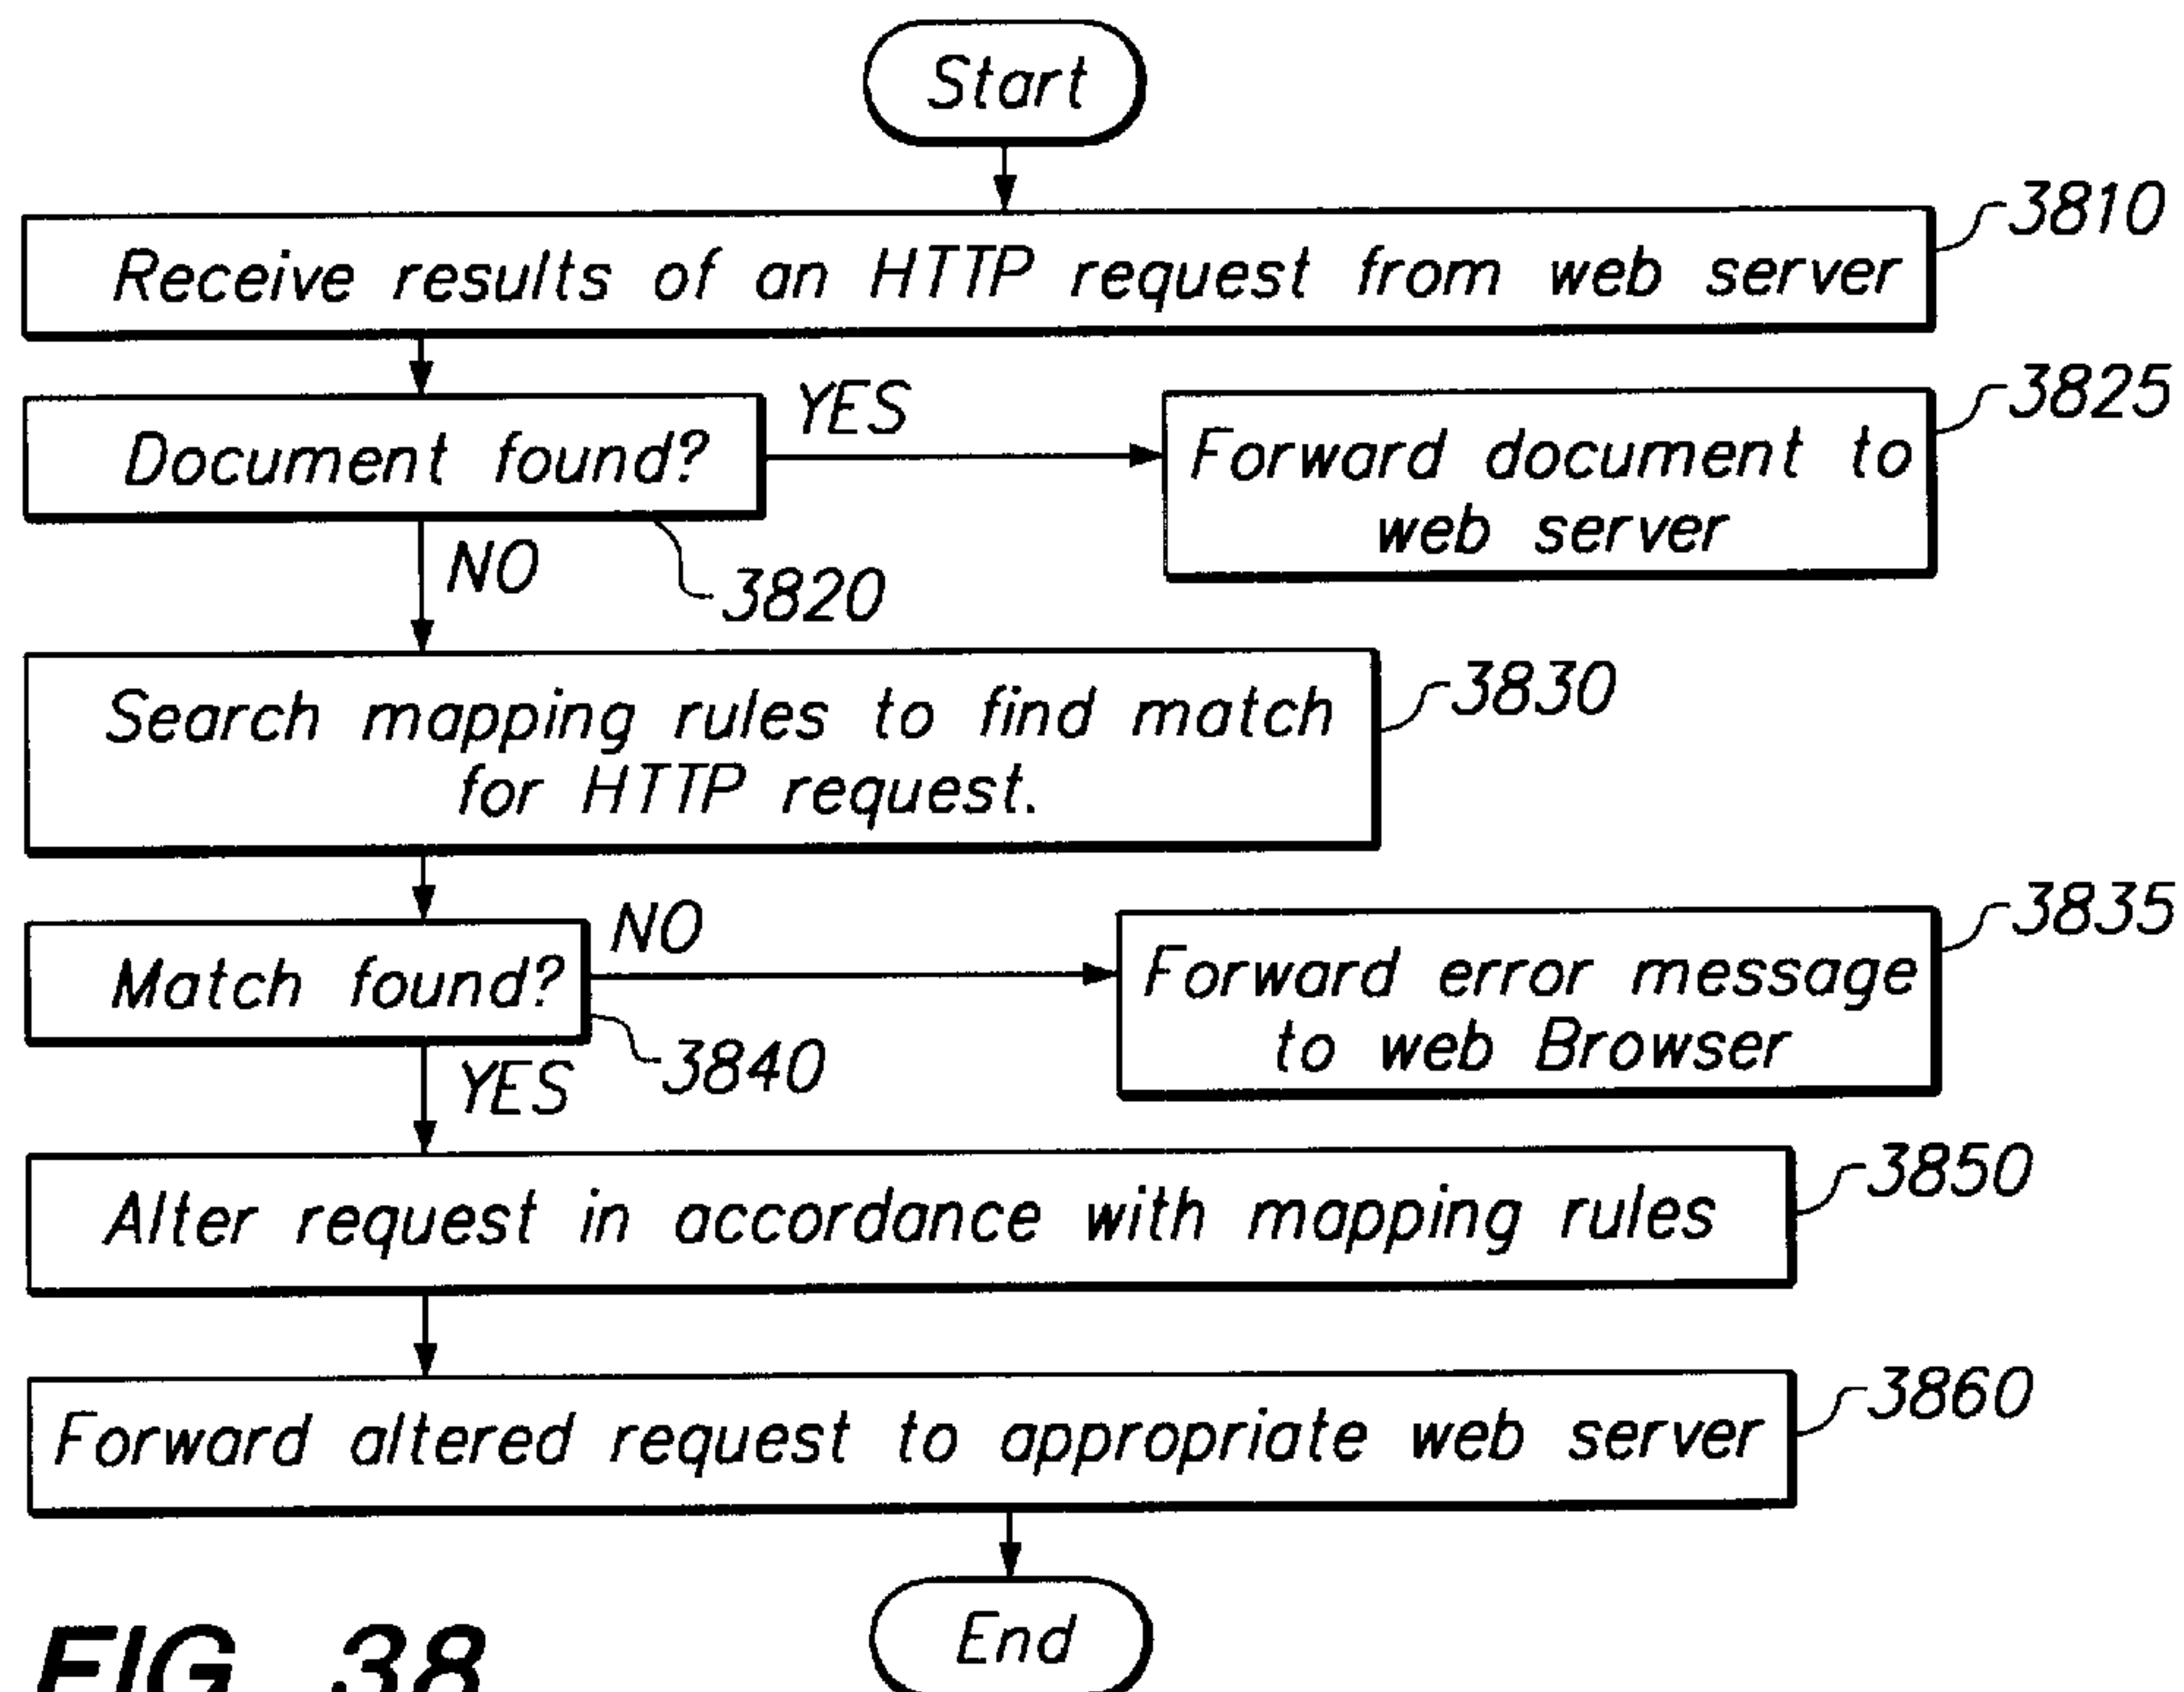 Start
3810
Receive results of an HTTP request from web server
3825
Document found?
YES
Forward document to
web server
NO
3820
3830
Search mapping rules to find match
for HTTP request.
3835
Match found?
NO
Forward error message
to web Browser
3840
YES
3850
Alter request in accordance with mapping rules
3860
Forward altered request to appropriate web server
End
FIG. 38